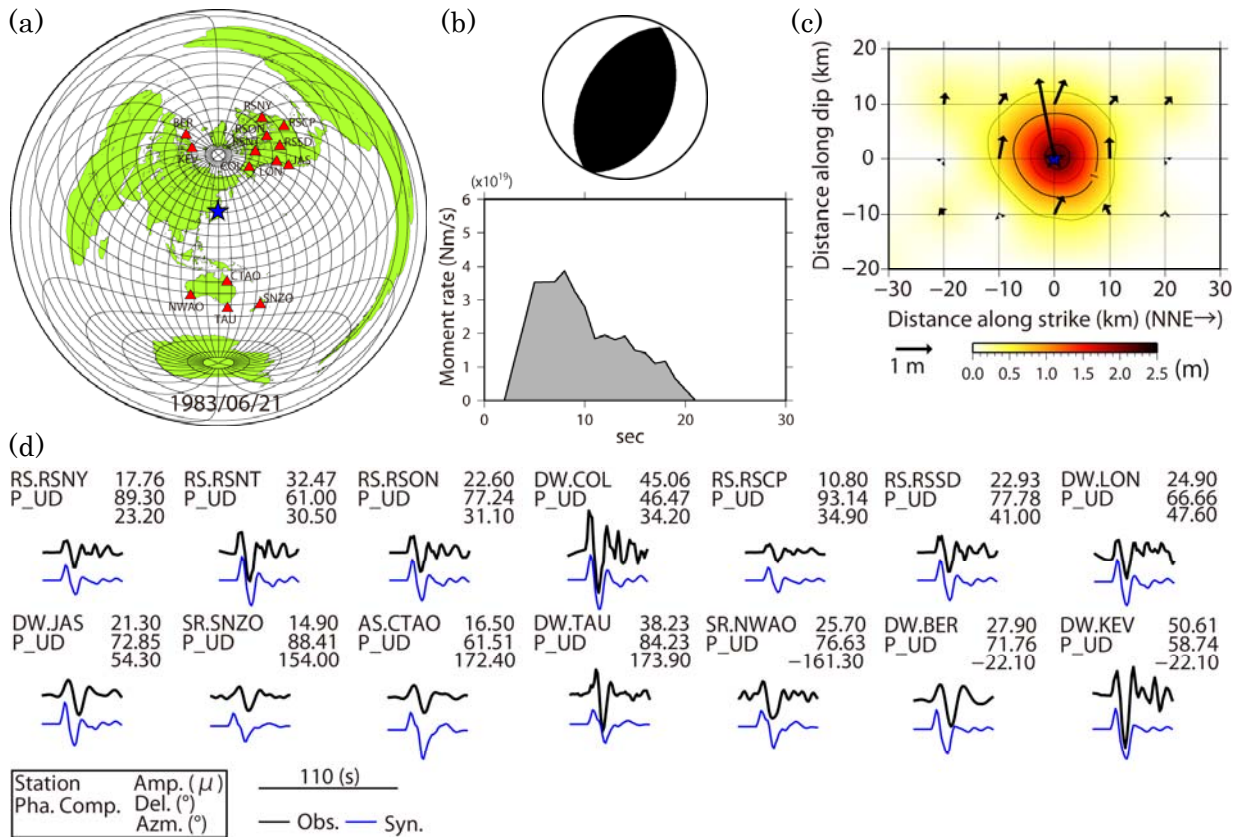 (a)
RSNY
RSCP
BER
RSON
RSNT
RSSD
KEV
COL
JAS
LON
CTAO
NWAO
SNZO
TAU
1983/06/21
(b)
(x10¹⁹)
6
5
4
3
2
1
0
Moment rate (Nm/s)
0 10 20 30
sec
(c)
20
10
0
−10
−20
Distance along dip (km)
1
−30 −20 −10 0 10 20 30
Distance along strike (km) (NNE→)
1 m
0.0 0.5 1.0 1.5 2.0 2.5 (m)
(d)
RS.RSNY 17.76
P_UD 89.30
23.20
RS.RSNT 32.47
P_UD 61.00
30.50
RS.RSON 22.60
P_UD 77.24
31.10
DW.COL 45.06
P_UD 46.47
34.20
RS.RSCP 10.80
P_UD 93.14
34.90
RS.RSSD 22.93
P_UD 77.78
41.00
DW.LON 24.90
P_UD 66.66
47.60
DW.JAS 21.30
P_UD 72.85
54.30
SR.SNZO 14.90
P_UD 88.41
154.00
AS.CTAO 16.50
P_UD 61.51
172.40
DW.TAU 38.23
P_UD 84.23
173.90
SR.NWAO 25.70
P_UD 76.63
−161.30
DW.BER 27.90
P_UD 71.76
−22.10
DW.KEV 50.61
P_UD 58.74
−22.10
Station Amp. (μ)
Pha. Comp. Del. (°)
Azm. (°)
110 (s)
Obs. Syn.